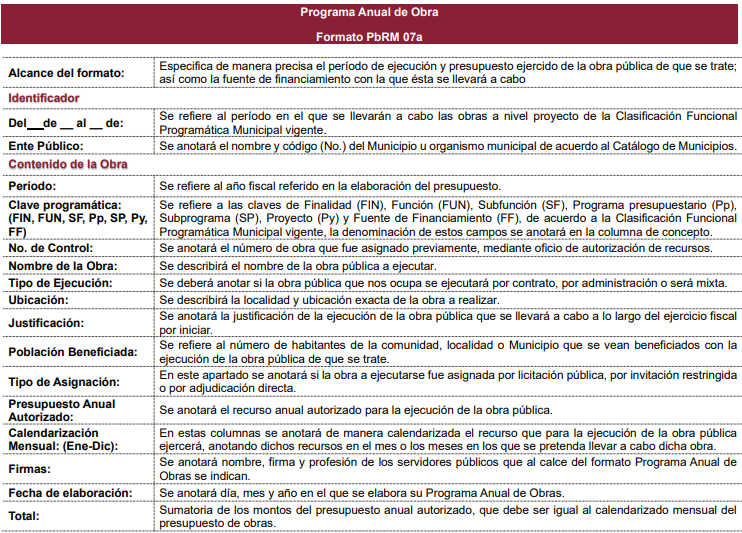 Programa Anual de Obra
Formato PbRM 07a
Alcance del formato:
Especifica de manera precisa el período de ejecución y presupuesto ejercido de la obra pública de que se trate;
así como la fuente de financiamiento con la que ésta se llevará a cabo
Identificador
Del__de __ al __ de:
Se refiere al período en el que se llevarán a cabo las obras a nivel proyecto de la Clasificación Funcional
Programática Municipal vigente.
Ente Público:
Se anotará el nombre y código (No.) del Municipio u organismo municipal de acuerdo al Catálogo de Municipios.
Contenido de la Obra
Período:
Se refiere al año fiscal referido en la elaboración del presupuesto.
Clave programática:
(FIN, FUN, SF, Pp, SP, Py,
FF)
Se refiere a las claves de Finalidad (FIN), Función (FUN), Subfunción (SF), Programa presupuestario (Pp),
Subprograma (SP), Proyecto (Py) y Fuente de Financiamiento (FF), de acuerdo a la Clasificación Funcional
Programática Municipal vigente, la denominación de estos campos se anotará en la columna de concepto.
No. de Control:
Se anotará el número de obra que fue asignado previamente, mediante oficio de autorización de recursos.
Nombre de la Obra:
Se describirá el nombre de la obra pública a ejecutar.
Tipo de Ejecución:
Se deberá anotar si la obra pública que nos ocupa se ejecutará por contrato, por administración o será mixta.
Ubicación:
Se describirá la localidad y ubicación exacta de la obra a realizar.
Justificación:
Se anotará la justificación de la ejecución de la obra pública que se llevará a cabo a lo largo del ejercicio fiscal
por iniciar.
Población Beneficiada:
Se refiere al número de habitantes de la comunidad, localidad o Municipio que se vean beneficiados con la
ejecución de la obra pública de que se trate.
Tipo de Asignación:
En este apartado se anotará si la obra a ejecutarse fue asignada por licitación pública, por invitación restringida
o por adjudicación directa.
Presupuesto Anual
Autorizado:
Se anotará el recurso anual autorizado para la ejecución de la obra pública.
Calendarización
Mensual: (Ene-Dic):
En estas columnas se anotará de manera calendarizada el recurso que para la ejecución de la obra pública
ejercerá, anotando dichos recursos en el mes o los meses en los que se pretenda llevar a cabo dicha obra.
Firmas:
Se anotará nombre, firma y profesión de los servidores públicos que al calce del formato Programa Anual de
Obras se indican.
Fecha de elaboración:
Se anotará día, mes y año en el que se elabora su Programa Anual de Obras.
Total:
Sumatoria de los montos del presupuesto anual autorizado, que debe ser igual al calendarizado mensual del
presupuesto de obras.